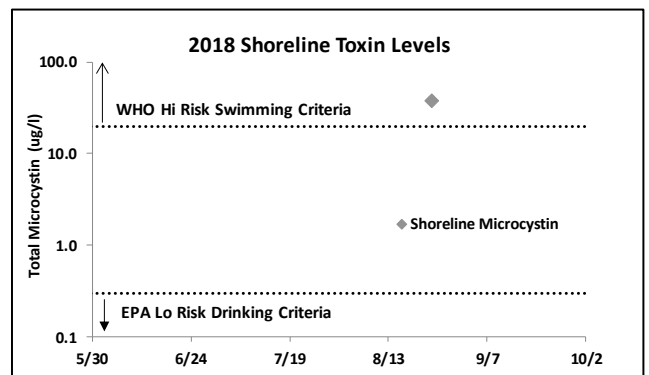 2018 Shoreline Toxin Levels
100.0
WHO Hi Risk Swimming Criteria
10.0
Total Microcystin (ug/l)
Shoreline Microcystin
1.0
EPA Lo Risk Drinking Criteria
0.1
5/30 6/24 7/19 8/13 9/7 10/2